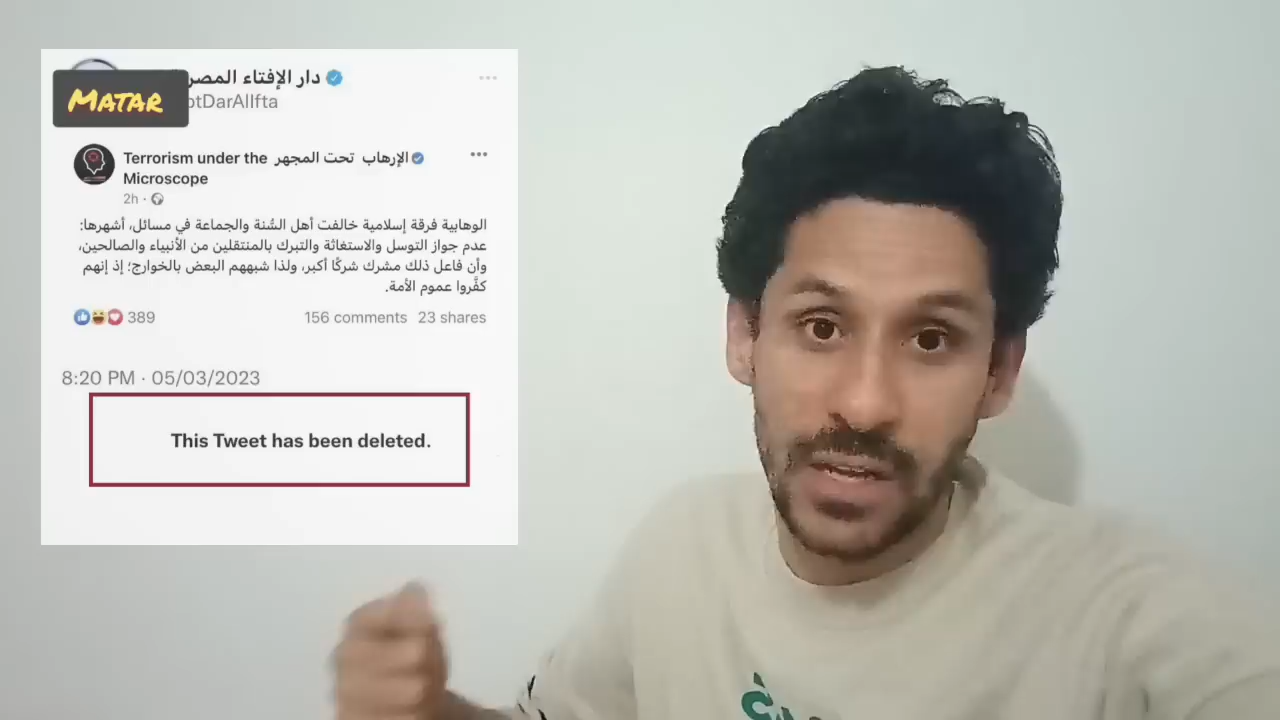 دار الإفتاء المصر
MATAR
otDarAlIfta
Terrorism under the الإرهاب تحت المجهر
Microscope
2h
الوهابية فرقة إسلامية خالفت أهل السُنة والجماعة في مسائل، أشهرها:
عدم جواز التوسل والاستغاثة والتبرك بالمنتقلين من الأنبياء والصالحين،
وأن فاعل ذلك مشرك شركًا أكبر، ولذا شبههم البعض بالخوارج؛ إذ إنهم
كفَّروا عموم الأمة.
389 156 comments 23 shares
8:20 PM · 05/03/2023
This Tweet has been deleted.